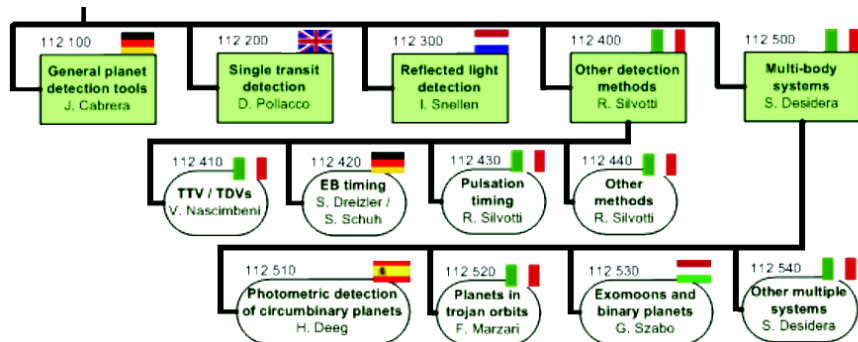 112 100
General planet
detection tools
J. Cabrera
112 200
Single transit
detection
D. Pollacco
112 300
Reflected light
detection
I. Snellen
112 400
Other detection
methods
R. Silvotti
112 500
Multi-body
systems
S. Desidera
112 410
TTV / TDVs
V. Nascimbeni
112 420
EB timing
S. Dreizler /
S. Schuh
112 430
Pulsation
timing
R. Silvotti
112 440
Other
methods
R. Silvotti
112 510
Photometric detection
of circumbinary planets
H. Deeg
112 520
Planets in
trojan orbits
F. Marzari
112 530
Exomoons and
binary planets
G. Szabo
112 540
Other multiple
systems
S. Desidera